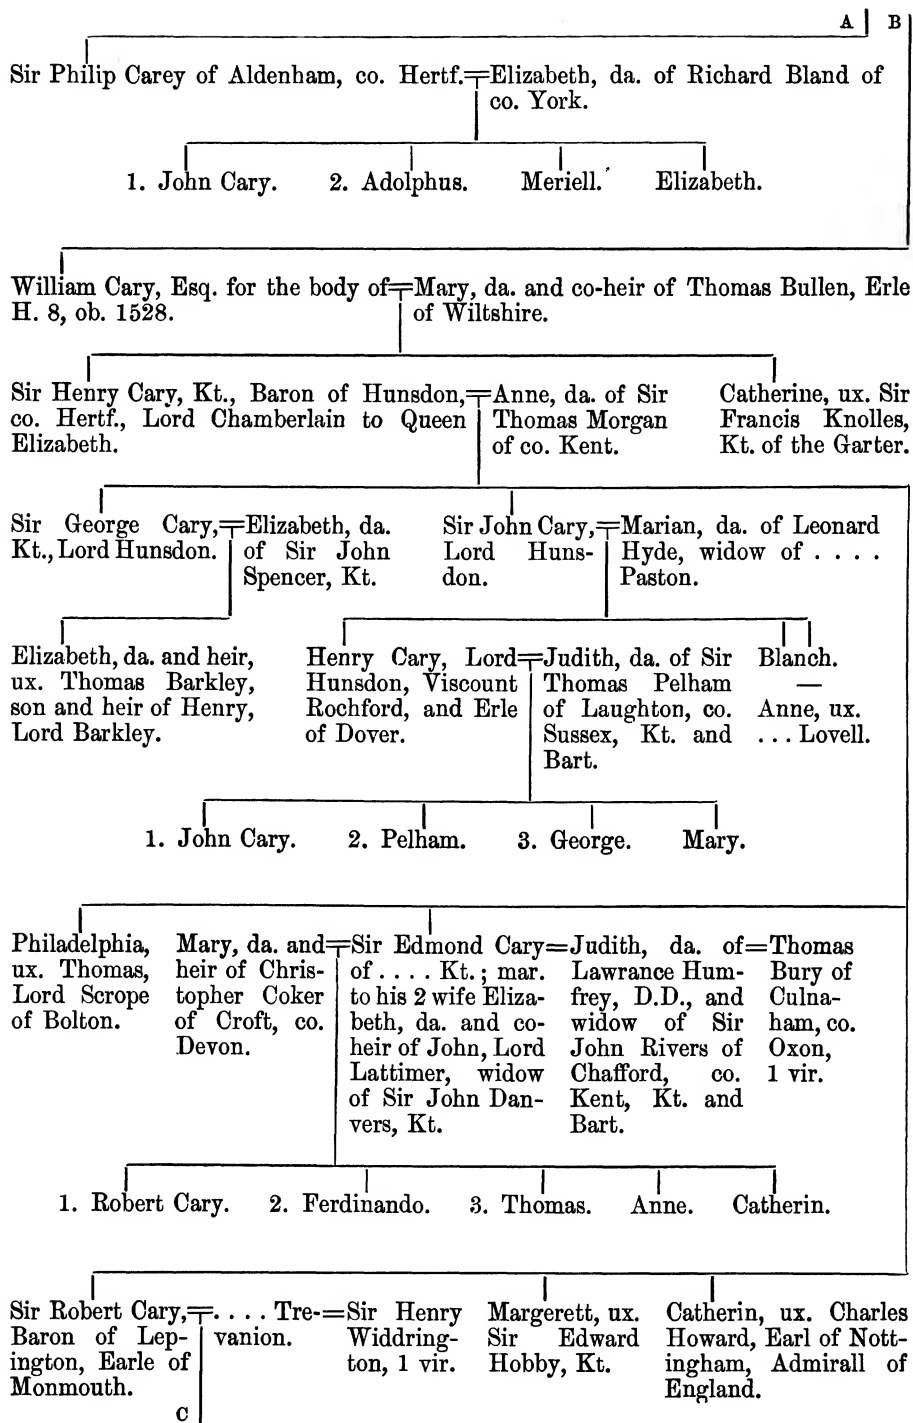 A B
Sir Philip Carey of Aldenham, co. Hertf.=Elizabeth, da. of Richard Bland of
co. York.
1. John Cary. 2. Adolphus. Meriell. Elizabeth.
William Cary, Esq. for the body of=Mary, da. and co-heir of Thomas Bullen, Erle
H. 8, ob. 1528. of Wiltshire.
Sir Henry Cary, Kt., Baron of Hunsdon,=Anne, da. of Sir Catherine, ux. Sir
co. Hertf., Lord Chamberlain to Queen Thomas Morgan Francis Knolles,
Elizabeth. of co. Kent. Kt. of the Garter.
Sir George Cary,=Elizabeth, da. Sir John Cary,=Marian, da. of Leonard
Kt., Lord Hunsdon. of Sir John Lord Huns- Hyde, widow of . . . .
Spencer, Kt. don. Paston.
Elizabeth, da. and heir, Henry Cary, Lord=Judith, da. of Sir Blanch.
ux. Thomas Barkley, Hunsdon, Viscount Thomas Pelham —
son and heir of Henry, Rochford, and Erle of Laughton, co. Anne, ux.
Lord Barkley. of Dover. Sussex, Kt. and . . . Lovell.
Bart.
1. John Cary. 2. Pelham. 3. George. Mary.
Philadelphia, Mary, da. and=Sir Edmond Cary=Judith, da. of=Thomas
ux. Thomas, heir of Chris- of . . . . Kt.; mar. Lawrance Hum- Bury of
Lord Scrope topher Coker to his 2 wife Eliza- frey, D.D., and Culna-
of Bolton. of Croft, co. beth, da. and co- widow of Sir ham, co.
Devon. heir of John, Lord John Rivers of Oxon,
Lattimer, widow Chafford, co. 1 vir.
of Sir John Dan- Kent, Kt. and
vers, Kt. Bart.
1. Robert Cary. 2. Ferdinando. 3. Thomas. Anne. Catherin.
Sir Robert Cary,=. . . . Tre-=Sir Henry Margerett, ux. Catherin, ux. Charles
Baron of Lep- vanion. Widdring- Sir Edward Howard, Earl of Nott-
ington, Earle of ton, 1 vir. Hobby, Kt. ingham, Admirall of
Monmouth. England.
C